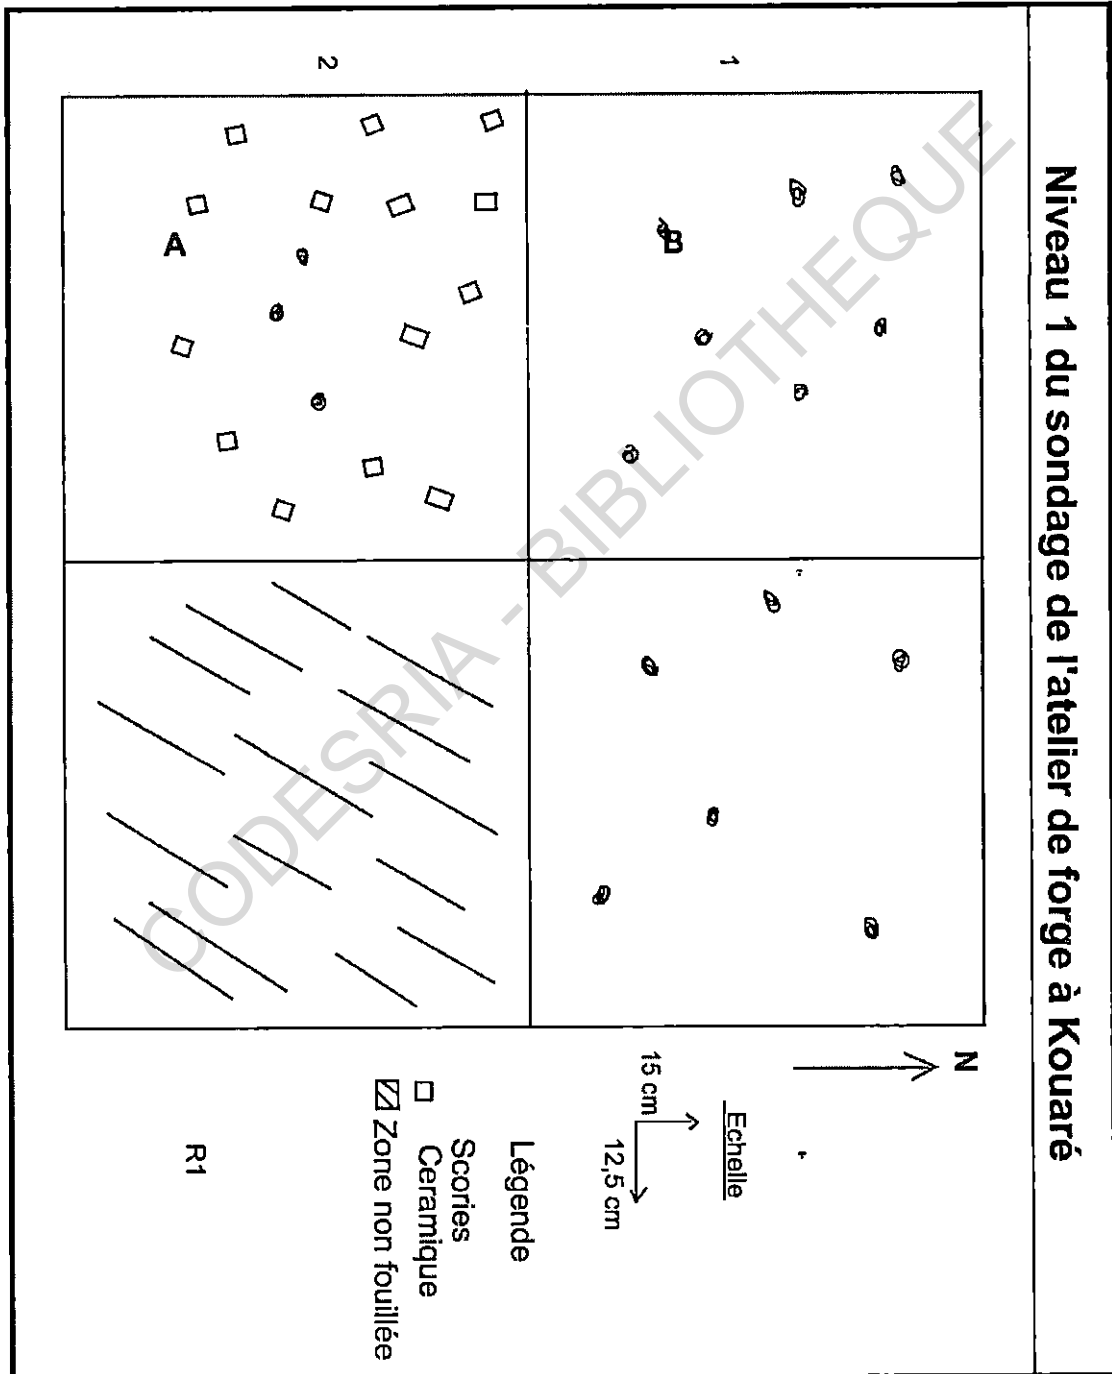 Niveau 1 du sondage de l'atelier de forge à Kouaré
1
2
A
B
N
Echelle
15 cm
12,5 cm
Légende
Scories
Ceramique
Zone non fouillée
R1
CODESRIA - BIBLIOTHEQUE